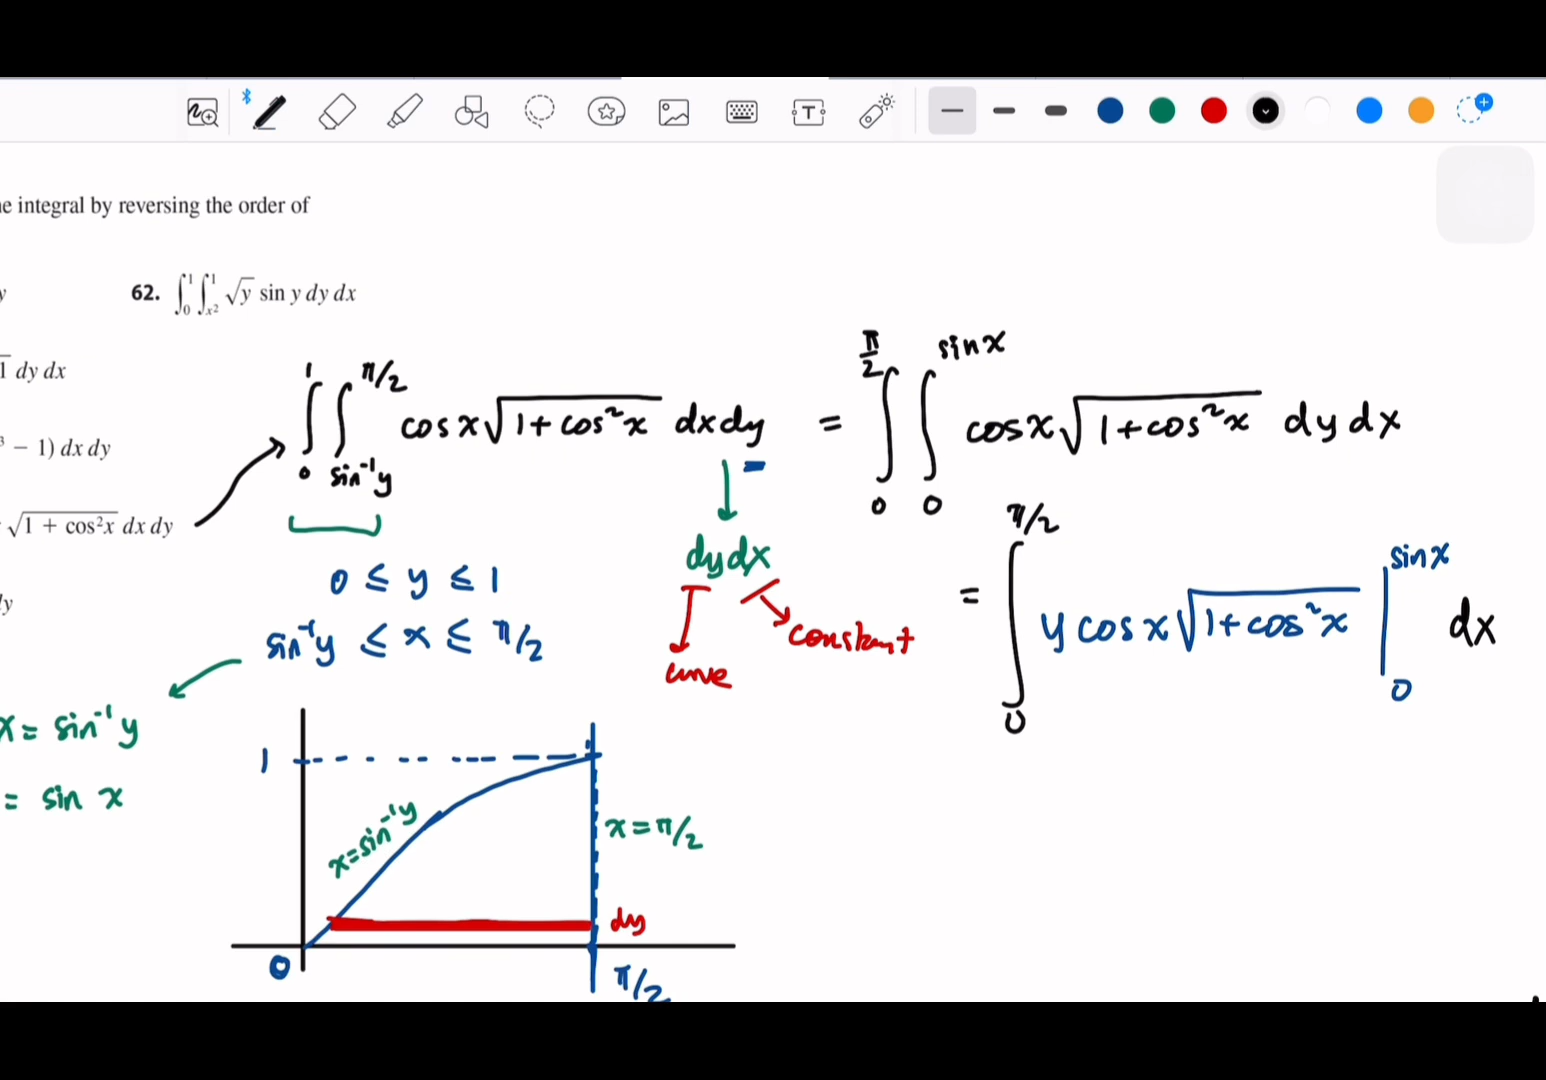 e integral by reversing the order of
y
62. ∫₀¹ ∫ₓ²¹ √y sin y dy dx
1 dy dx
³ − 1) dx dy
√(1 + cos²x) dx dy
dy
∫₀¹ ∫_{sin⁻¹y}^{π/2} cos x √(1 + cos²x) dx dy = ∫₀^{π/2} ∫₀^{sin x} cos x √(1 + cos²x) dy dx
dy dx
curve
constant
0 ≤ y ≤ 1
sin⁻¹y ≤ x ≤ π/2
= ∫₀^{π/2} y cos x √(1 + cos²x) |₀^{sin x} dx
x = sin⁻¹y
= sin x
1
x = sin⁻¹y
x = π/2
dy
0
π/2
T